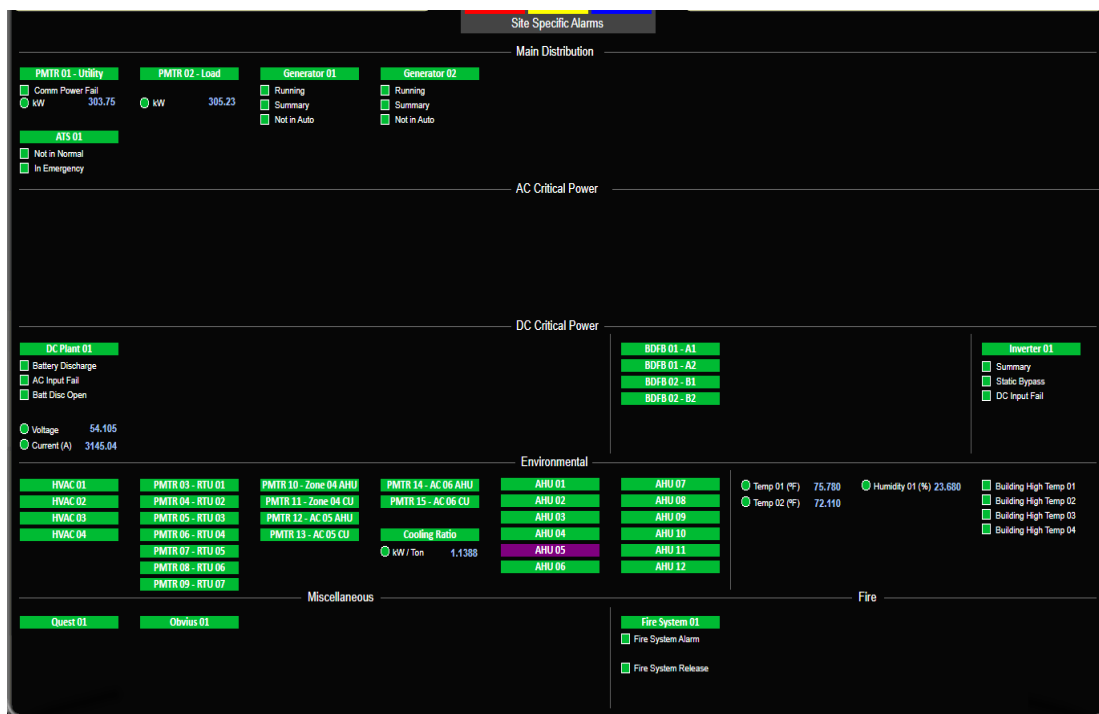 Site Specific Alarms
Main Distribution
PMTR 01 - Utility
Comm Power Fail
kW 303.75
PMTR 02 - Load
kW 305.23
Generator 01
Running
Summary
Not in Auto
Generator 02
Running
Summary
Not in Auto
ATS 01
Not in Normal
In Emergency
AC Critical Power
DC Critical Power
DC Plant 01
Battery Discharge
AC Input Fail
Batt Disc Open
Voltage 54.105
Current (A) 3145.04
BDFB 01 - A1
BDFB 01 - A2
BDFB 02 - B1
BDFB 02 - B2
Inverter 01
Summary
Static Bypass
DC Input Fail
Environmental
HVAC 01
HVAC 02
HVAC 03
HVAC 04
PMTR 03 - RTU 01
PMTR 04 - RTU 02
PMTR 05 - RTU 03
PMTR 06 - RTU 04
PMTR 07 - RTU 05
PMTR 08 - RTU 06
PMTR 09 - RTU 07
PMTR 10 - Zone 04 AHU
PMTR 11 - Zone 04 CU
PMTR 12 - AC 05 AHU
PMTR 13 - AC 05 CU
PMTR 14 - AC 06 AHU
PMTR 15 - AC 06 CU
Cooling Ratio
kW / Ton 1.1388
AHU 01
AHU 02
AHU 03
AHU 04
AHU 05
AHU 06
AHU 07
AHU 08
AHU 09
AHU 10
AHU 11
AHU 12
Temp 01 (ºF) 75.780
Temp 02 (ºF) 72.110
Humidity 01 (%) 23.680
Building High Temp 01
Building High Temp 02
Building High Temp 03
Building High Temp 04
Miscellaneous
Quest 01
Obvius 01
Fire
Fire System 01
Fire System Alarm
Fire System Release